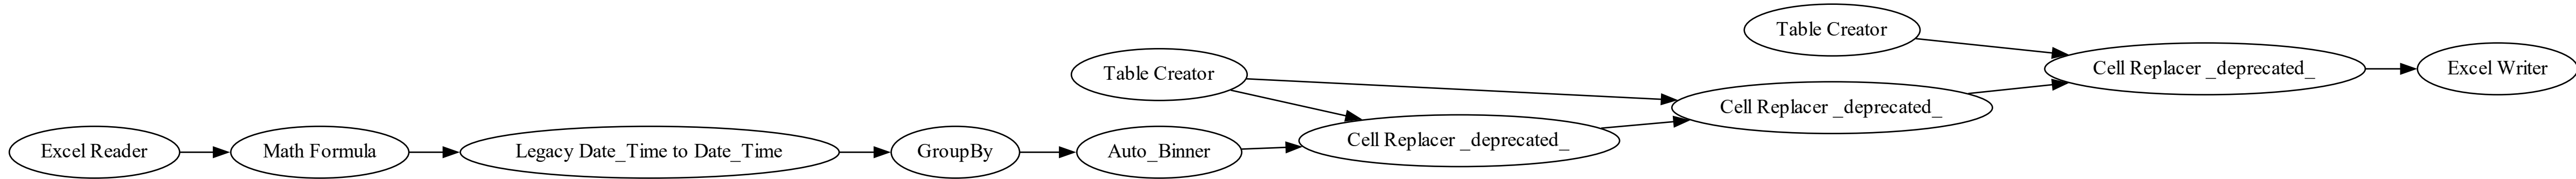 Excel Reader
Math Formula
Legacy Date_Time to Date_Time
GroupBy
Auto_Binner
Table Creator
Cell Replacer _deprecated_
Cell Replacer _deprecated_
Table Creator
Cell Replacer _deprecated_
Excel Writer